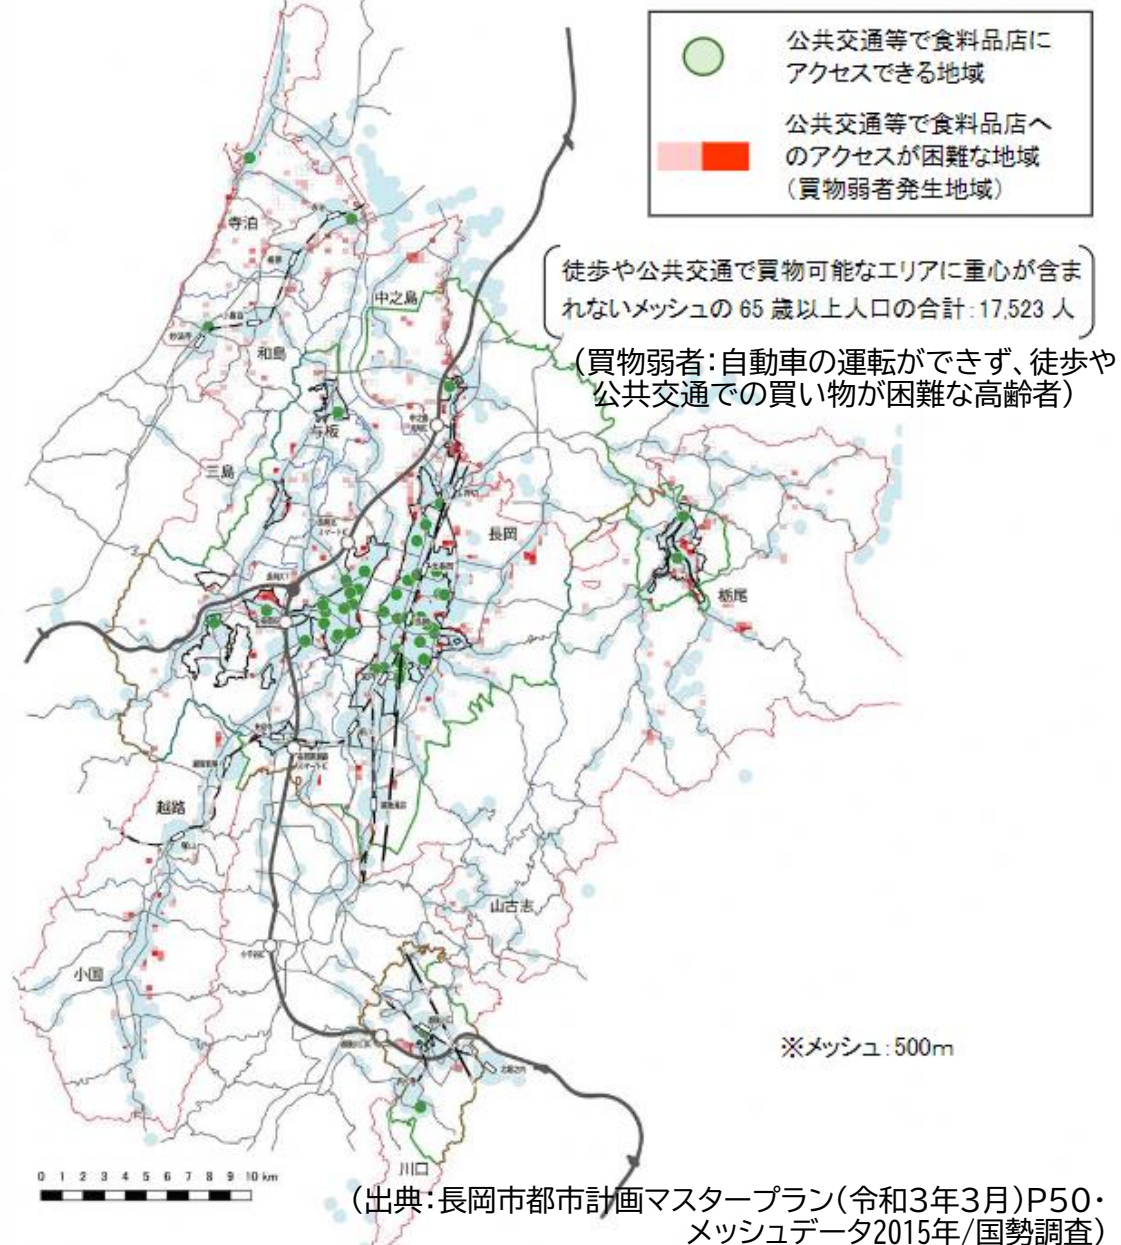 公共交通等で食料品店に
アクセスできる地域
公共交通等で食料品店へ
のアクセスが困難な地域
（買物弱者発生地域）
徒歩や公共交通で買物可能なエリアに重心が含ま
れないメッシュの 65 歳以上人口の合計：17,523 人
（買物弱者：自動車の運転ができず、徒歩や
公共交通での買い物が困難な高齢者）
寺泊
中之島
和島
与板
三島
長岡
栃尾
越路
山古志
小国
川口
※メッシュ：500m
0 1 2 3 4 5 6 7 8 9 10 km
（出典：長岡市都市計画マスタープラン（令和3年3月）P50・
メッシュデータ2015年/国勢調査）